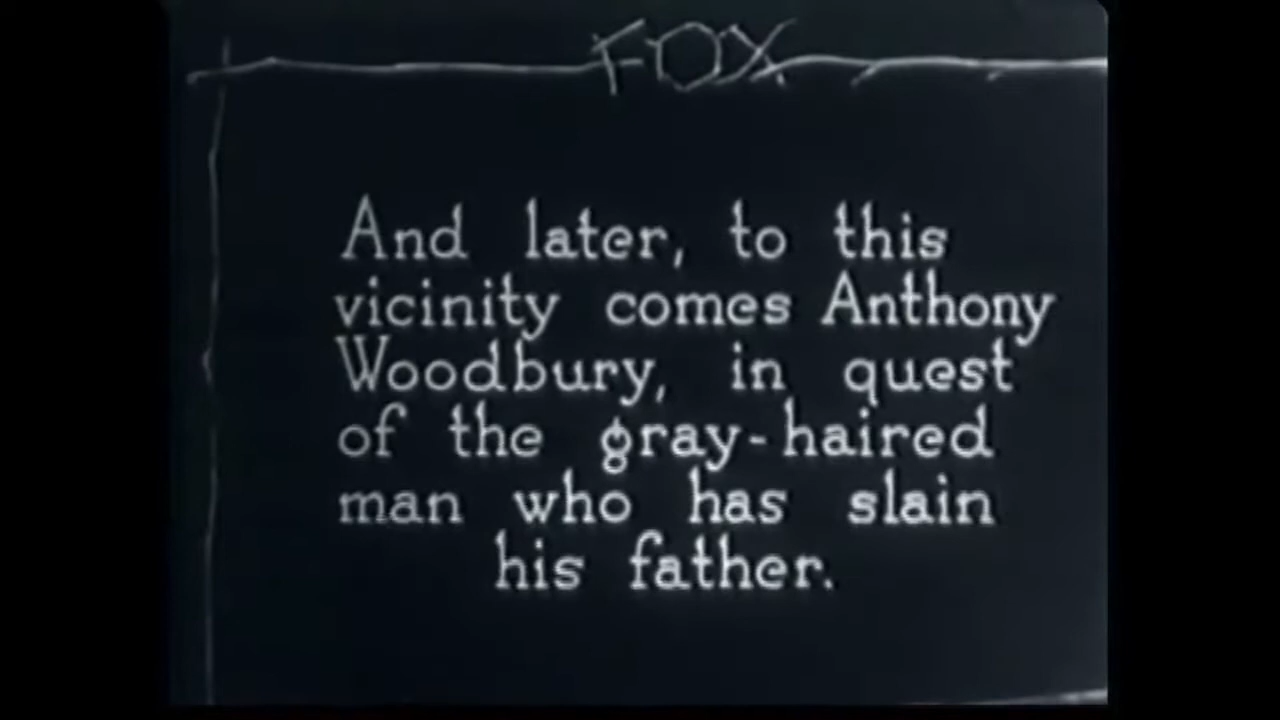 FOX
And later, to this
vicinity comes Anthony
Woodbury, in quest
of the gray-haired
man who has slain
his father.